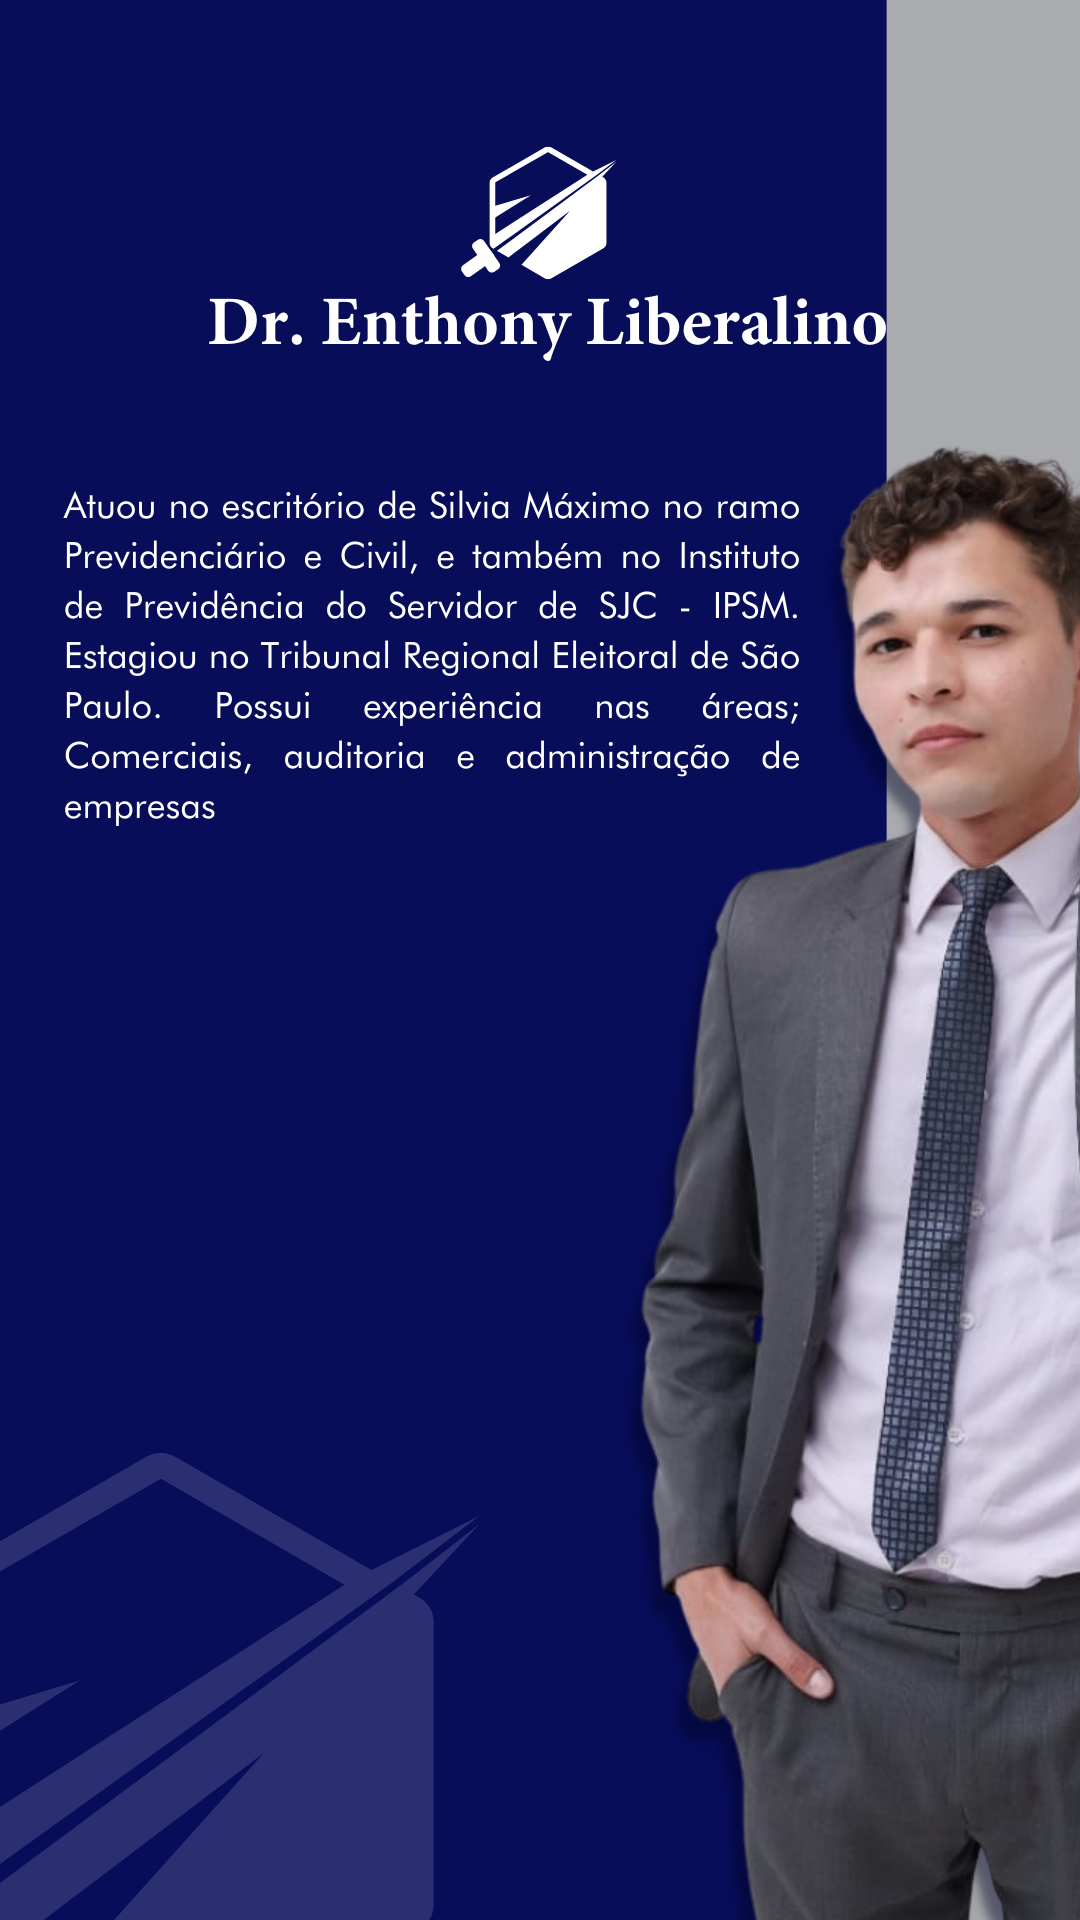 Dr. Enthony Liberalino
Atuou no escritório de Silvia Máximo no ramo
Previdenciário e Civil, e também no Instituto
de Previdência do Servidor de SJC - IPSM.
Estagiou no Tribunal Regional Eleitoral de São
Paulo. Possui experiência nas áreas;
Comerciais, auditoria e administração de
empresas